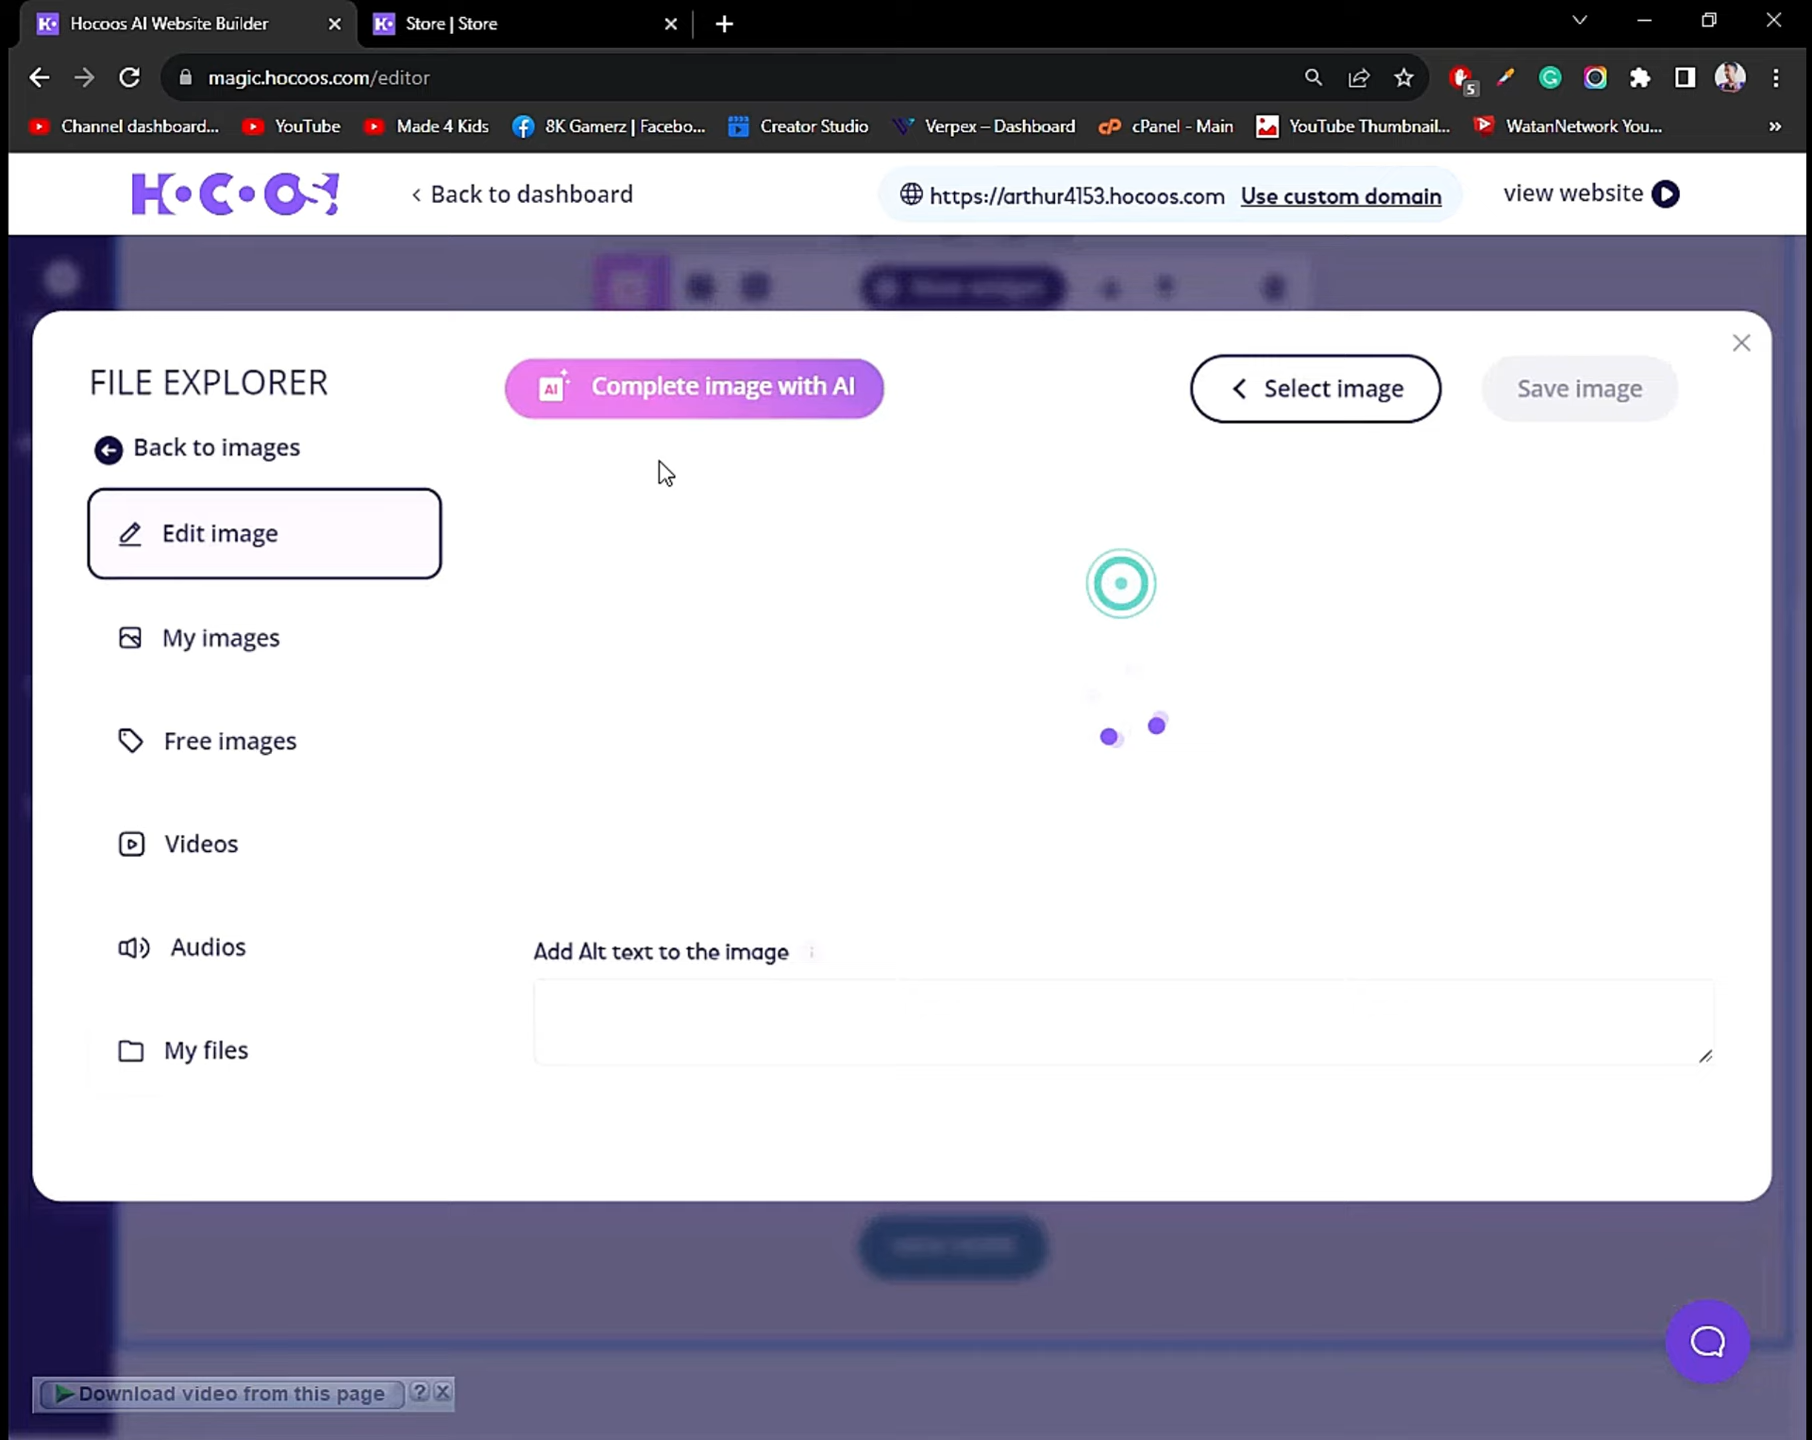 Hocoos AI Website Builder
Store | Store
magic.hocoos.com/editor
5
Channel dashboard...
YouTube
Made 4 Kids
8K Gamerz | Facebo...
Creator Studio
Verpex – Dashboard
cPanel - Main
YouTube Thumbnail...
WatanNetwork You...
HOCOOS
Back to dashboard
https://arthur4153.hocoos.com
Use custom domain
view website
FILE EXPLORER
AI Complete image with AI
Select image
Save image
Back to images
Edit image
My images
Free images
Videos
Audios
Add Alt text to the image
My files
Download video from this page
?
X